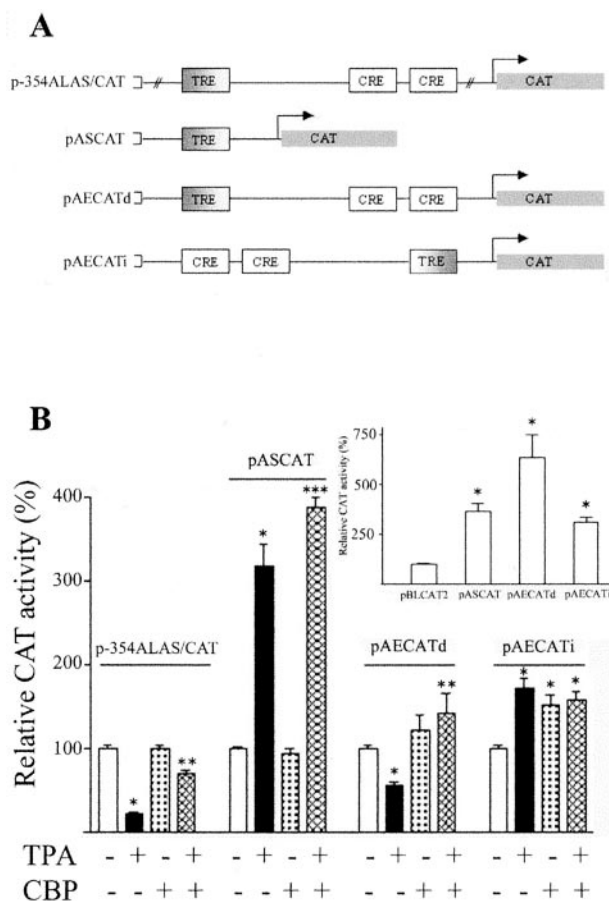 A
p-354ALAS/CAT TRE CRE CRE CAT
pASCAT TRE CAT
pAECATd TRE CRE CRE CAT
pAECATi CRE CRE TRE CAT
B
Relative CAT activity (%)
400
300
200
100
p-354ALAS/CAT
* **
pASCAT
* ***
pAECATd
* **
pAECATi
* * *
Relative CAT activity (%)
750
500
250
* * *
pBLCAT2 pASCAT pAECATd pAECATi
TPA - + - + - + - + - + - + - + - +
CBP - - + + - - + + - - + + - - + +